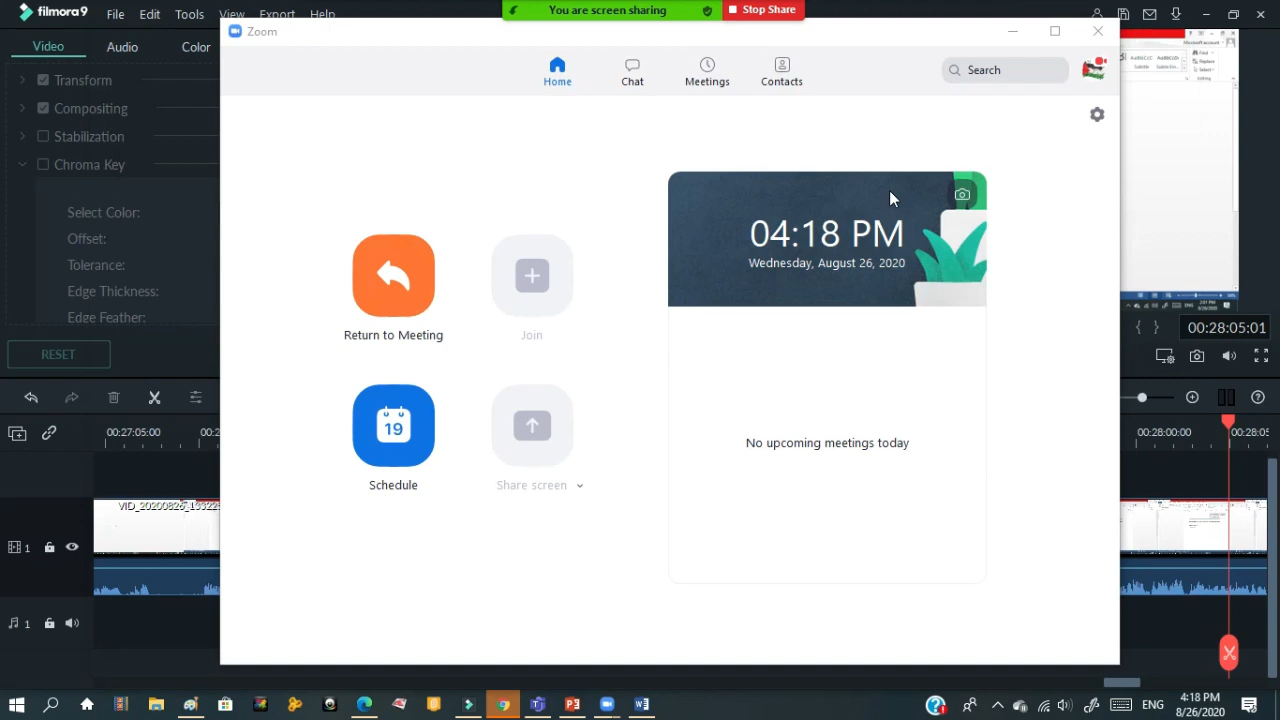 filmora9 File Edit Tools View Export Help
You are screen sharing Stop Share
Zoom
Video Audio Color
Home Chat Meetings Contacts
Search
Transform
Compositing
Stabilization
Chroma Key
Select Color:
Offset:
Tolerance:
Edge Thickness:
Edge Feather:
RESET
04:18 PM
Wednesday, August 26, 2020
Return to Meeting Join
19
Schedule Share screen
No upcoming meetings today
00:28:05:01
00:27:05:00
00:28:00:00
VID_20200826_
1
1
ENG
4:18 PM
8/26/2020